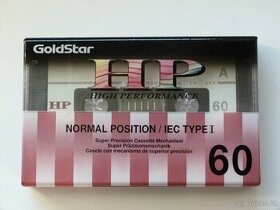 GoldStar
HP
HIGH PERFORMANCE
A
HP
60
NORMAL POSITION / IEC TYPE I
Super Precision Cassette Mechanism
Super Präzisionsmechanik
Casete con mecanismo de superior precisión
60